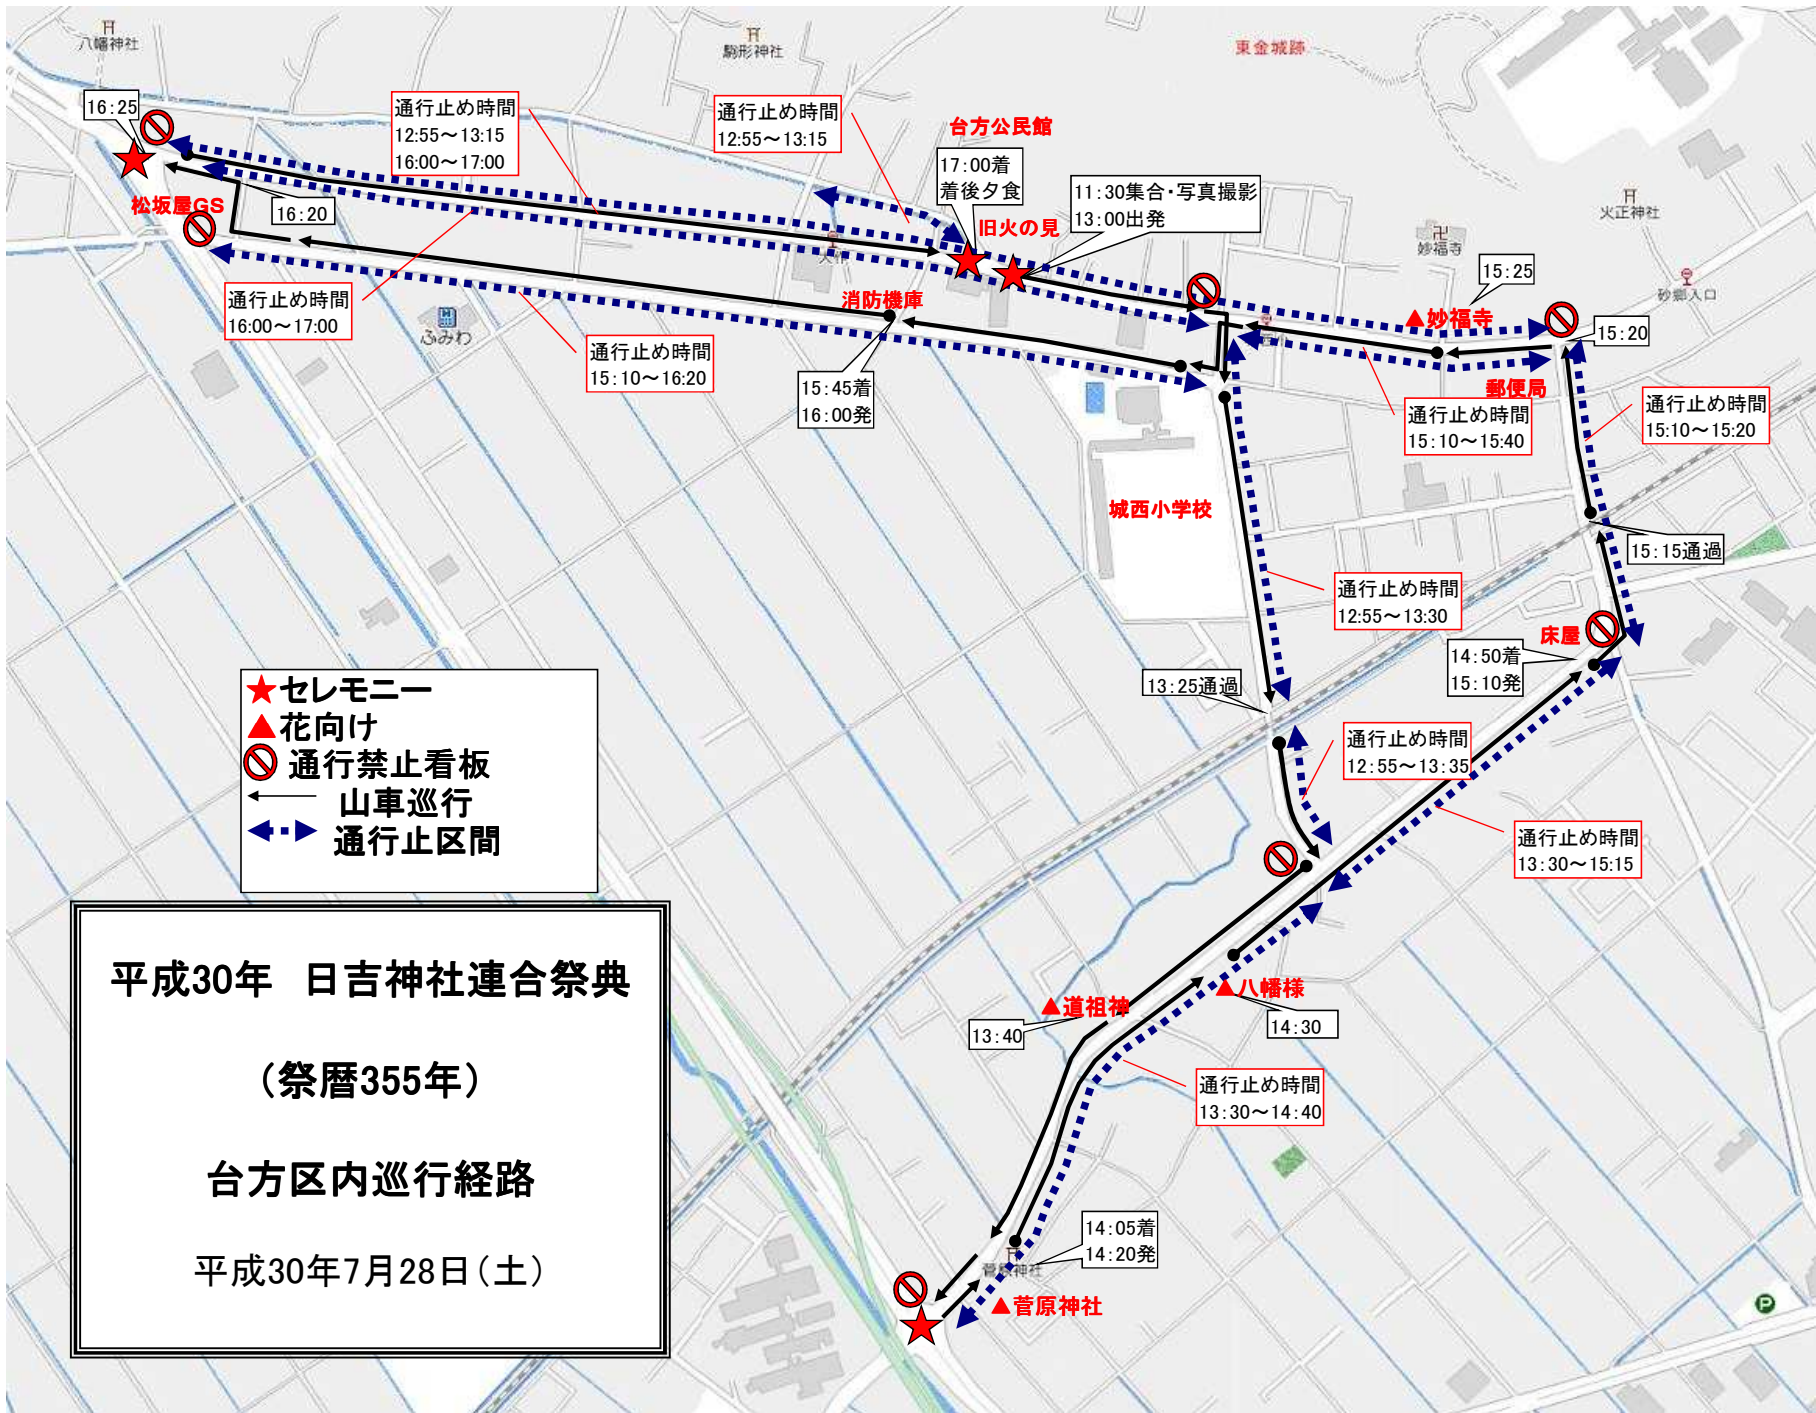 八幡神社
駒形神社
東金城跡
16:25
通行止め時間
12:55～13:15
16:00～17:00
通行止め時間
12:55～13:15
台方公民館
17:00着
着後夕食
11:30集合・写真撮影
13:00出発
旧火の見
火正神社
妙福寺
松坂屋GS
16:20
15:25
砂郷入口
通行止め時間
16:00～17:00
ふみわ
消防機庫
▲妙福寺
15:20
通行止め時間
15:10～16:20
15:45着
16:00発
郵便局
通行止め時間
15:10～15:40
通行止め時間
15:10～15:20
城西小学校
15:15通過
通行止め時間
12:55～13:30
床屋
14:50着
15:10発
13:25通過
★セレモニー
▲花向け
通行禁止看板
山車巡行
通行止区間
通行止め時間
12:55～13:35
通行止め時間
13:30～15:15
平成30年 日吉神社連合祭典
（祭暦355年）
台方区内巡行経路
平成30年7月28日（土）
▲八幡様
14:30
▲道祖神
13:40
通行止め時間
13:30～14:40
14:05着
14:20発
菅原神社
▲菅原神社
P